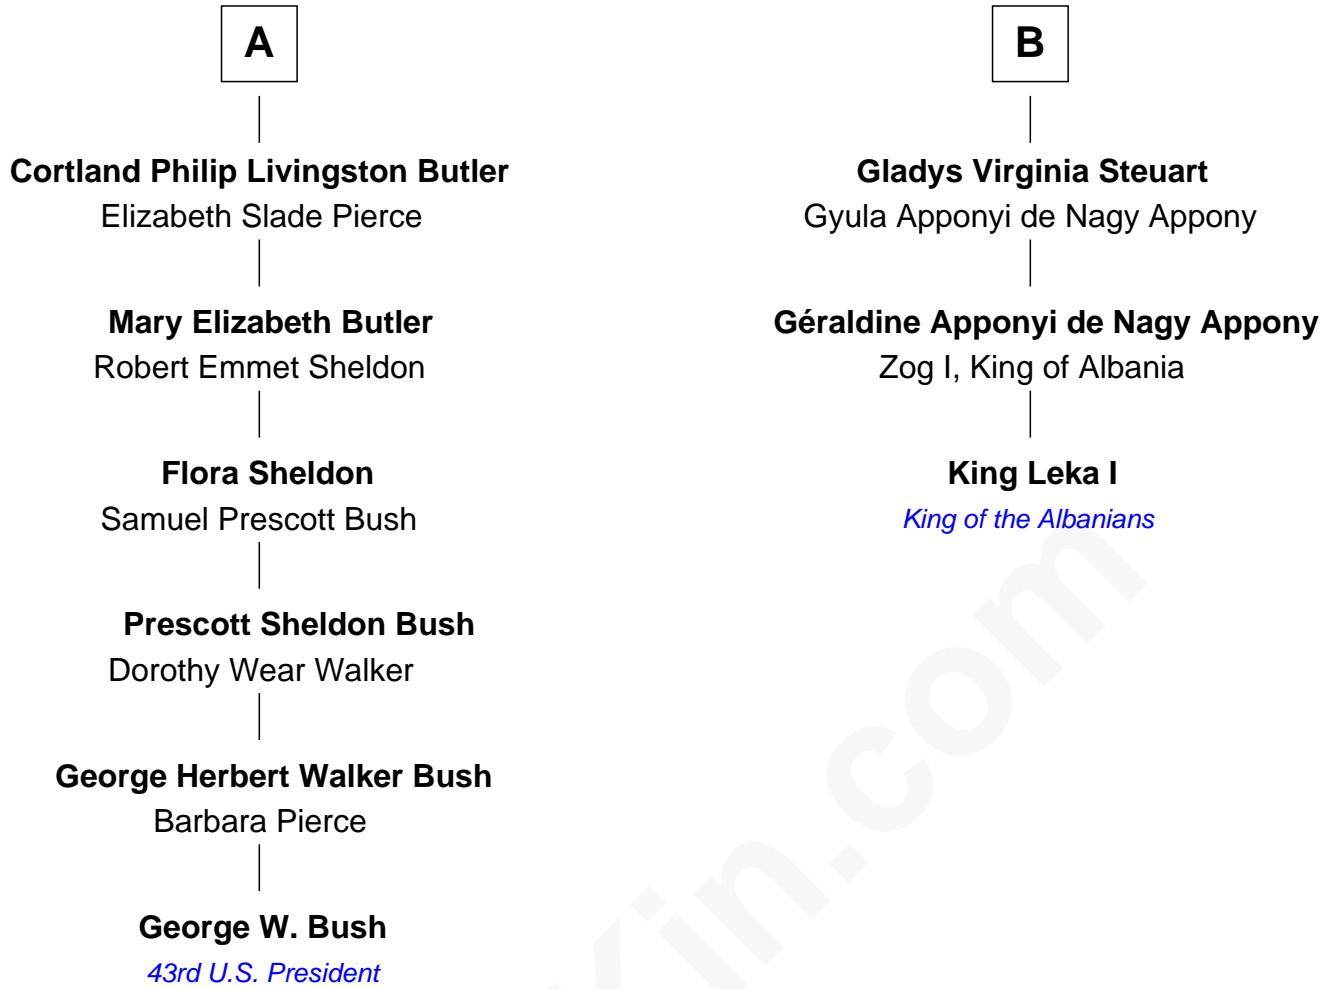 A
Cortland Philip Livingston Butler
Elizabeth Slade Pierce
Mary Elizabeth Butler
Robert Emmet Sheldon
Flora Sheldon
Samuel Prescott Bush
Prescott Sheldon Bush
Dorothy Wear Walker
George Herbert Walker Bush
Barbara Pierce
George W. Bush
43rd U.S. President
B
Gladys Virginia Steuart
Gyula Apponyi de Nagy Appony
Géraldine Apponyi de Nagy Appony
Zog I, King of Albania
King Leka I
King of the Albanians
Kin.com